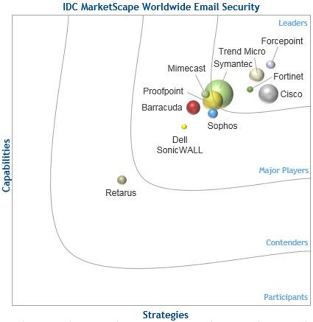 IDC MarketScape Worldwide Email Security
Leaders
Forcepoint
Trend Micro
Mimecast
Symantec
Fortinet
Proofpoint
Cisco
Barracuda
Sophos
Dell
SonicWALL
Major Players
Retarus
Contenders
Participants
Capabilities
Strategies